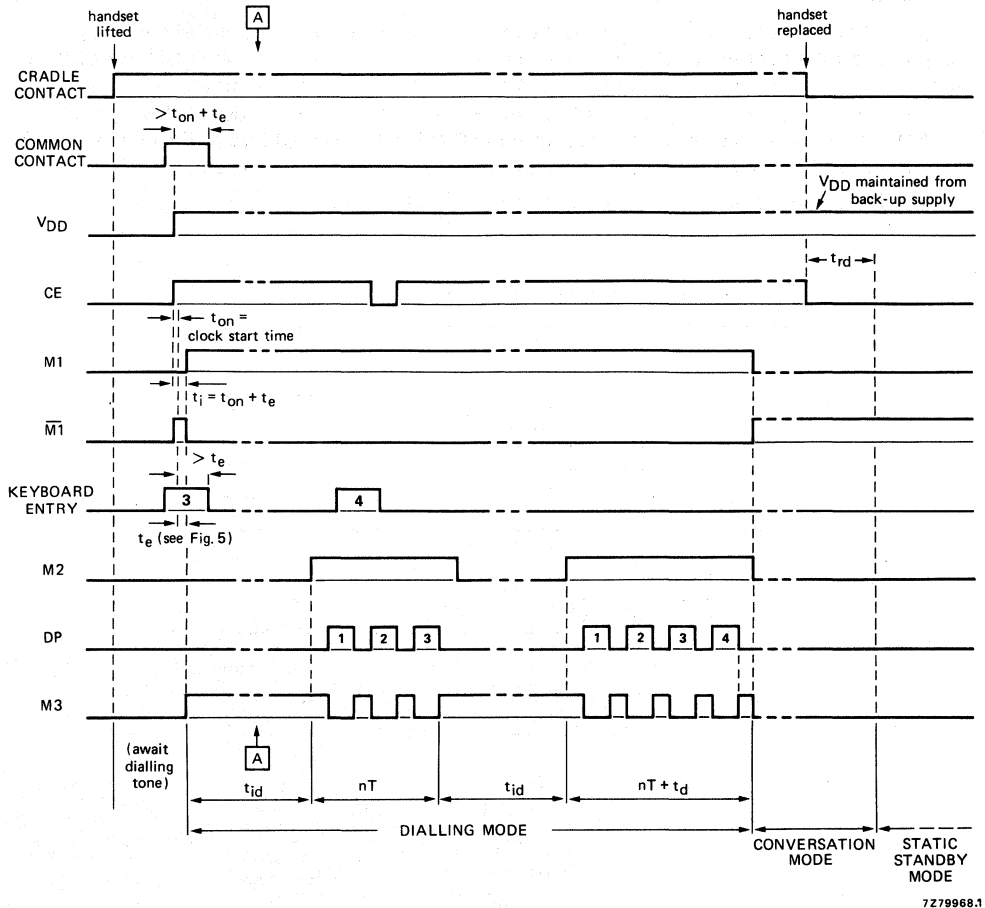 handset
lifted
A
handset
replaced
CRADLE
CONTACT
> ton + te
COMMON
CONTACT
VDD maintained from
back-up supply
VDD
trd
CE
ton =
clock start time
M1
ti = ton + te
M1
> te
KEYBOARD
ENTRY
3
4
te (see Fig. 5)
M2
DP
1 2 3
1 2 3 4
M3
(await
dialling
tone)
A
tid
nT
tid
nT + td
DIALLING MODE
CONVERSATION
MODE
STATIC
STANDBY
MODE
7Z79968.1